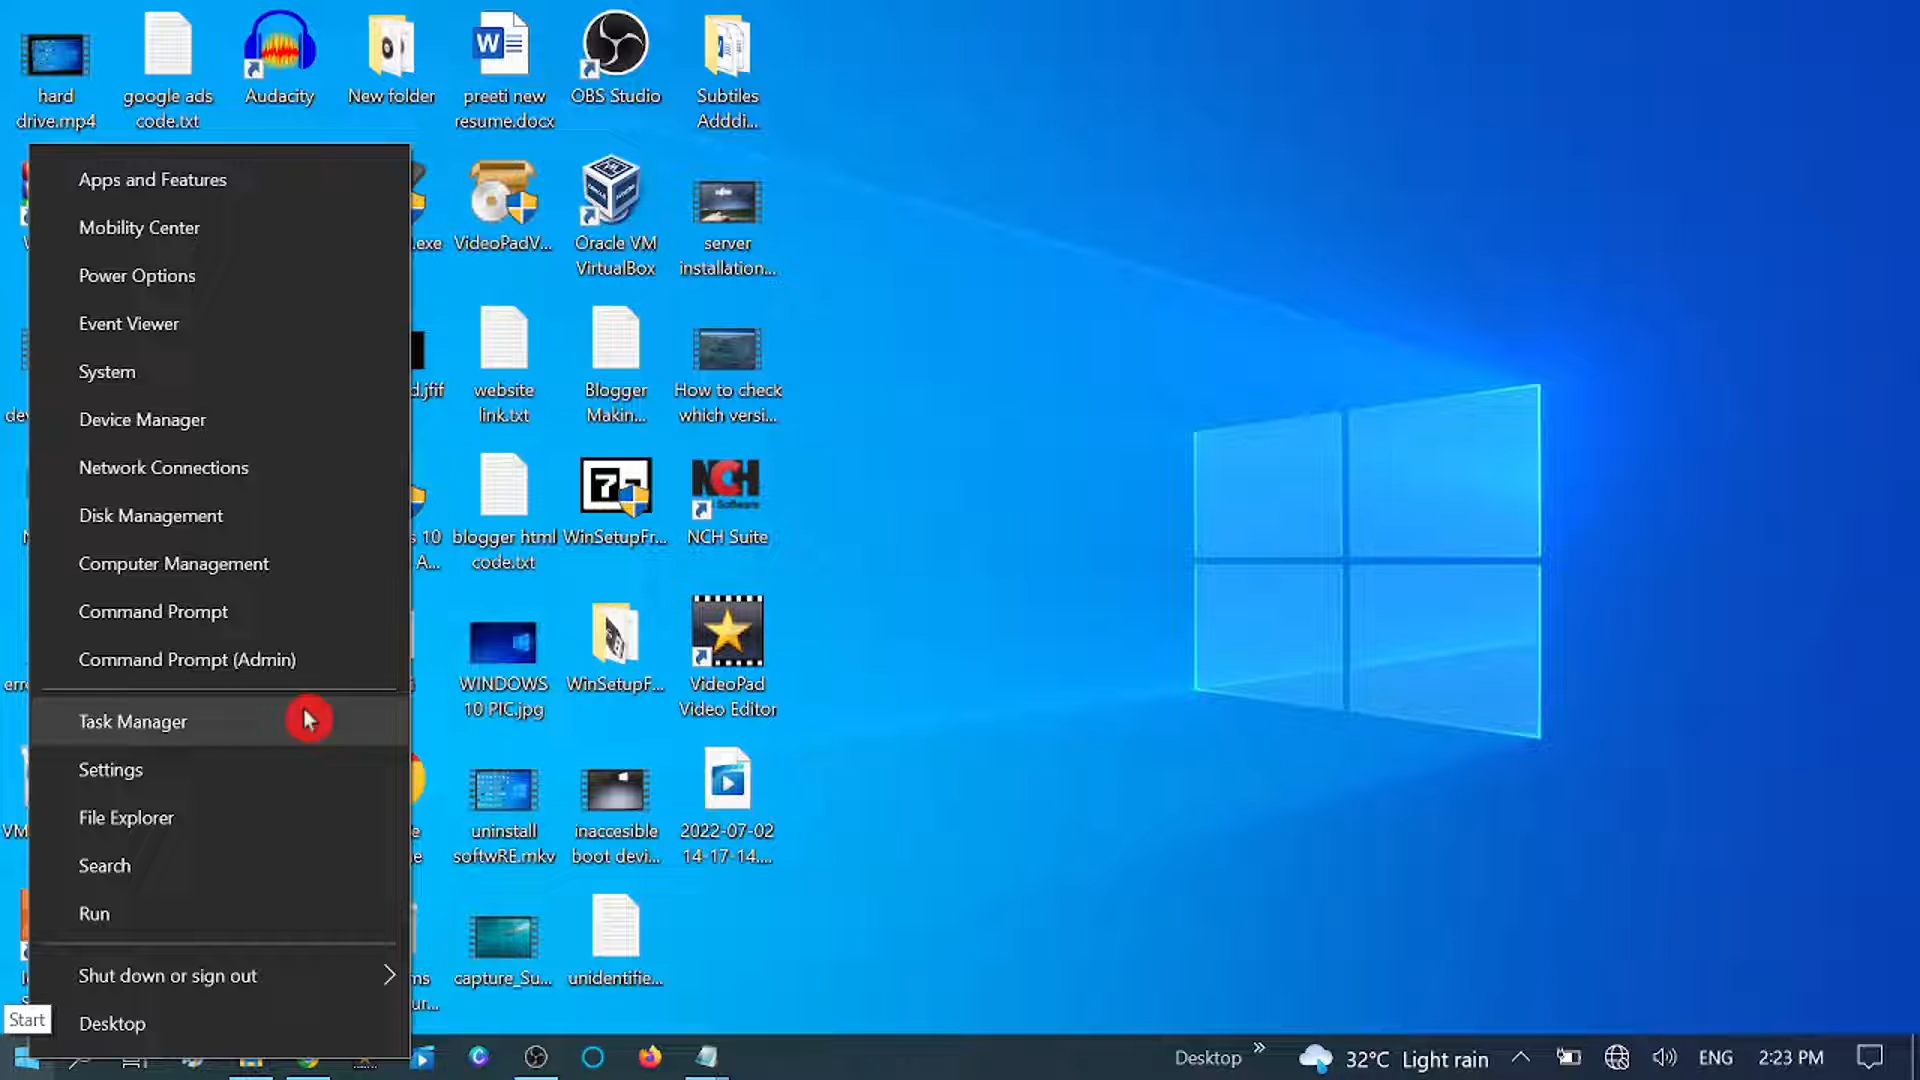 hard
drive.mp4
google ads
code.txt
Audacity
New folder
preeti new
resume.docx
OBS Studio
Subtiles
Adddi...
Apps and Features
Mobility Center
Power Options
Event Viewer
System
Device Manager
Network Connections
Disk Management
Computer Management
Command Prompt
Command Prompt (Admin)
Task Manager
Settings
File Explorer
Search
Run
Shut down or sign out
Desktop
Start
.exe
VideoPadV...
Oracle VM
VirtualBox
server
installation...
d.jfif
website
link.txt
Blogger
Makin...
How to check
which versi...
10
A...
blogger html
code.txt
WinSetupFr...
NCH
Software
NCH Suite
WINDOWS
10 PIC.jpg
WinSetupF...
VideoPad
Video Editor
VM
uninstall
softwRE.mkv
inaccesible
boot devi...
2022-07-02
14-17-14....
capture_Su...
unidentifie...
Desktop
32°C Light rain
ENG
2:23 PM